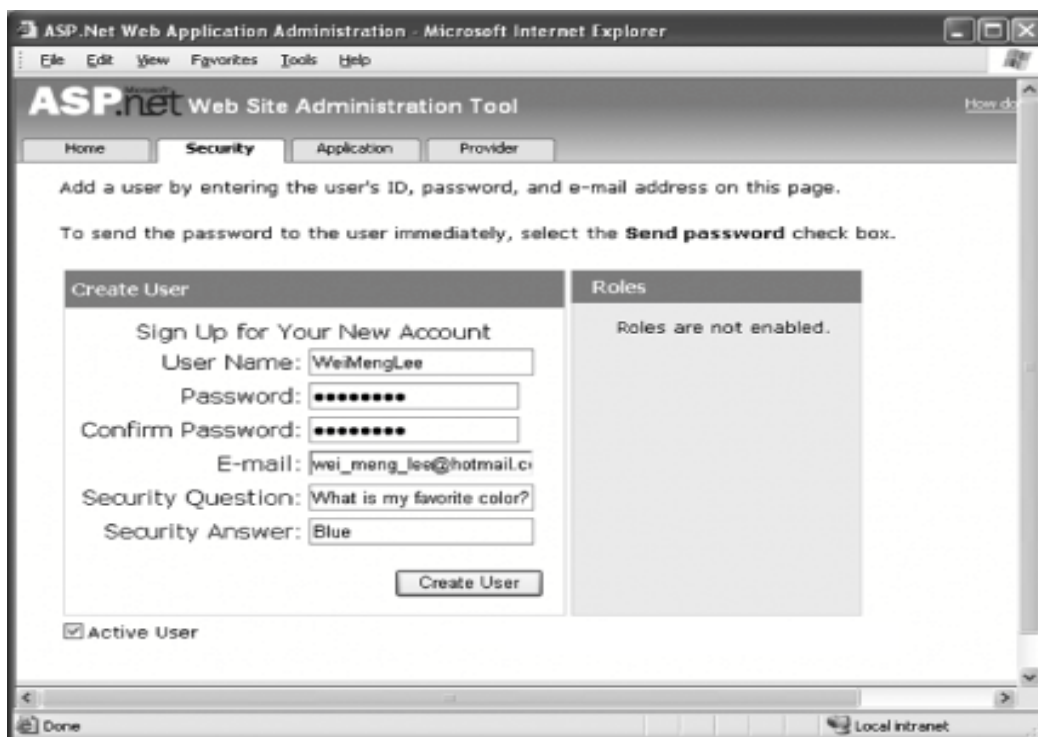 ASP.Net Web Application Administration - Microsoft Internet Explorer
File Edit View Favorites Tools Help
Microsoft
ASP.net Web Site Administration Tool
How do
Home Security Application Provider
Add a user by entering the user's ID, password, and e-mail address on this page.
To send the password to the user immediately, select the Send password check box.
Create User
Sign Up for Your New Account
User Name: WeiMengLee
Password: ••••••••
Confirm Password: ••••••••
E-mail: wei_meng_lee@hotmail.c
Security Question: What is my favorite color?
Security Answer: Blue
Create User
Roles
Roles are not enabled.
Active User
Done
Local intranet